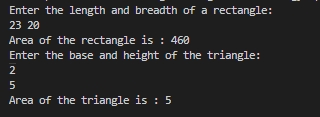 Enter the length and breadth of a rectangle:
23 20
Area of the rectangle is : 460
Enter the base and height of the triangle:
2
5
Area of the triangle is : 5